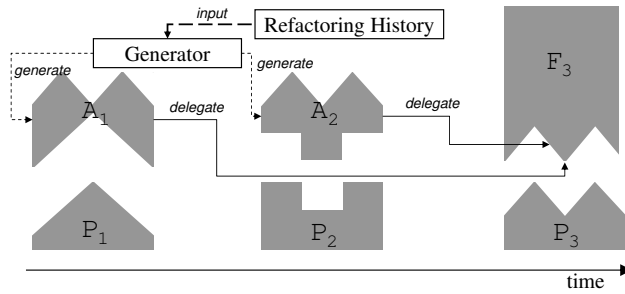 input
Refactoring History
Generator
generate
generate
F3
A1
delegate
A2
delegate
P1
P2
P3
time